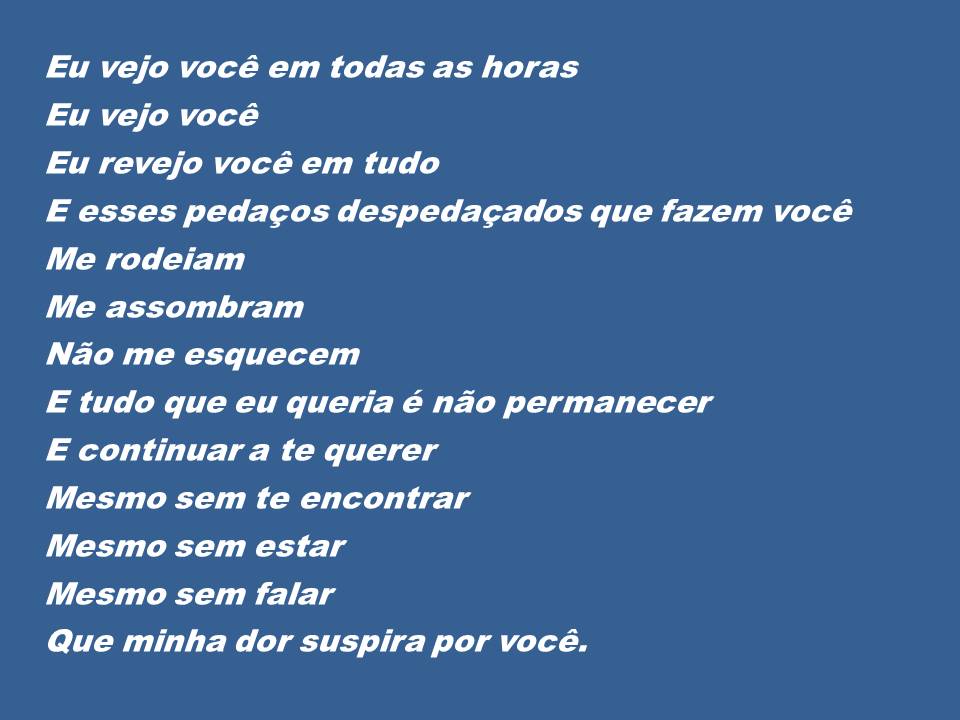 Eu vejo você em todas as horas
Eu vejo você
Eu revejo você em tudo
E esses pedaços despedaçados que fazem você
Me rodeiam
Me assombram
Não me esquecem
E tudo que eu queria é não permanecer
E continuar a te querer
Mesmo sem te encontrar
Mesmo sem estar
Mesmo sem falar
Que minha dor suspira por você.